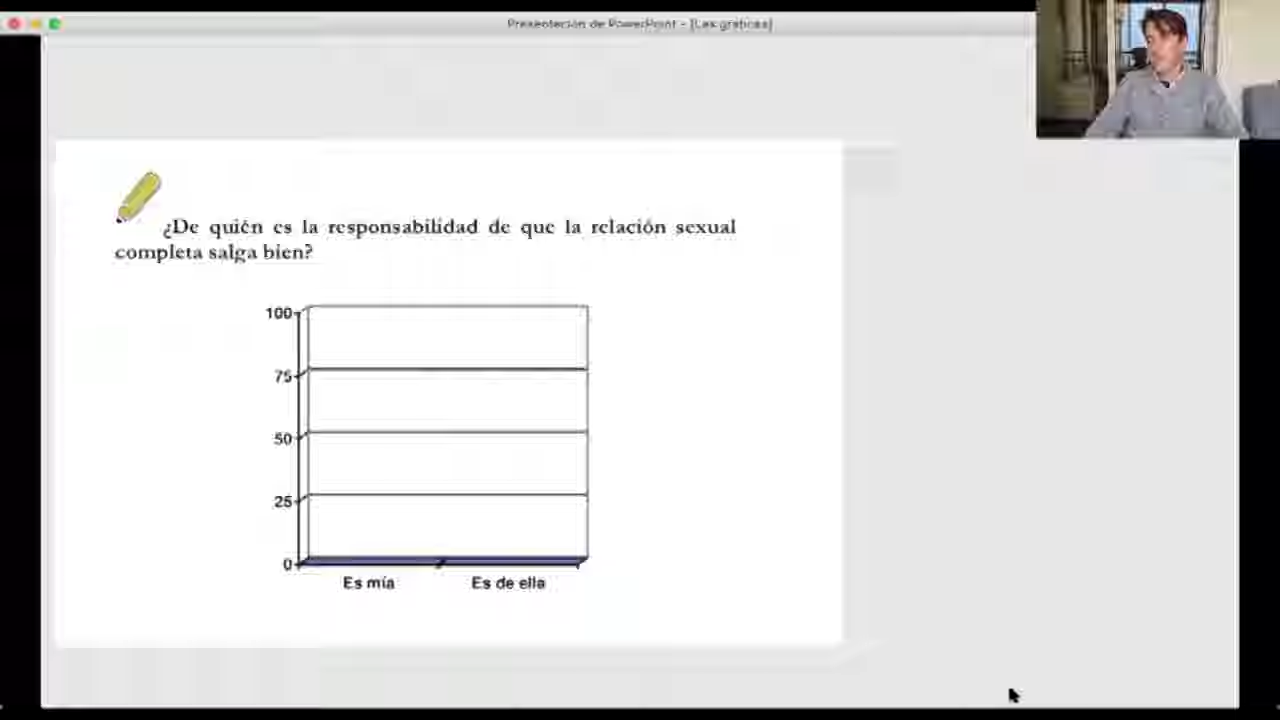 Presentación de PowerPoint - [Las gráficas]
¿De quién es la responsabilidad de que la relación sexual
completa salga bien?
100
75
50
25
0
Es mía
Es de ella